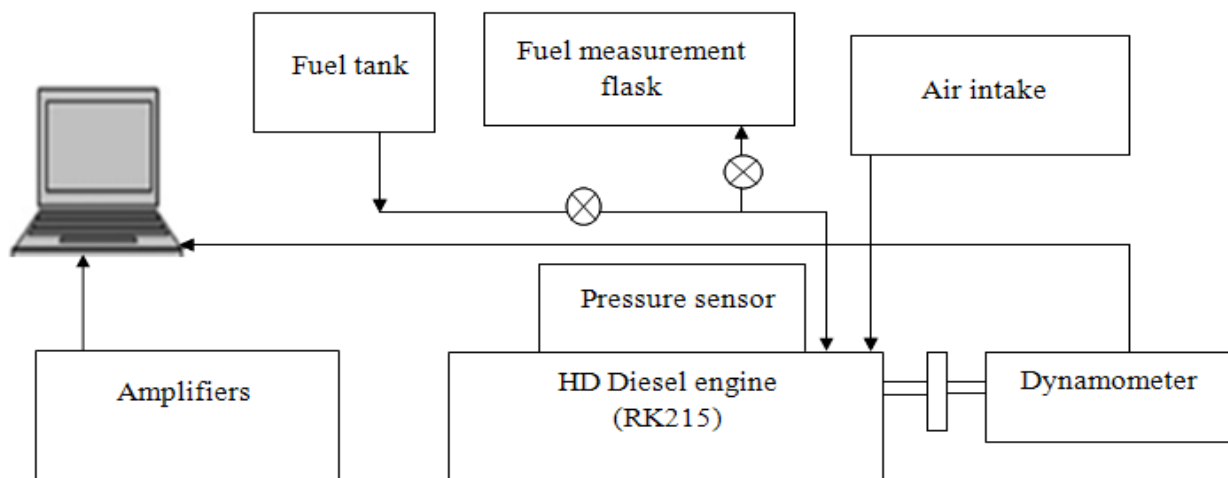 Fuel tank
Fuel measurement
flask
Air intake
Pressure sensor
Amplifiers
HD Diesel engine
(RK215)
Dynamometer